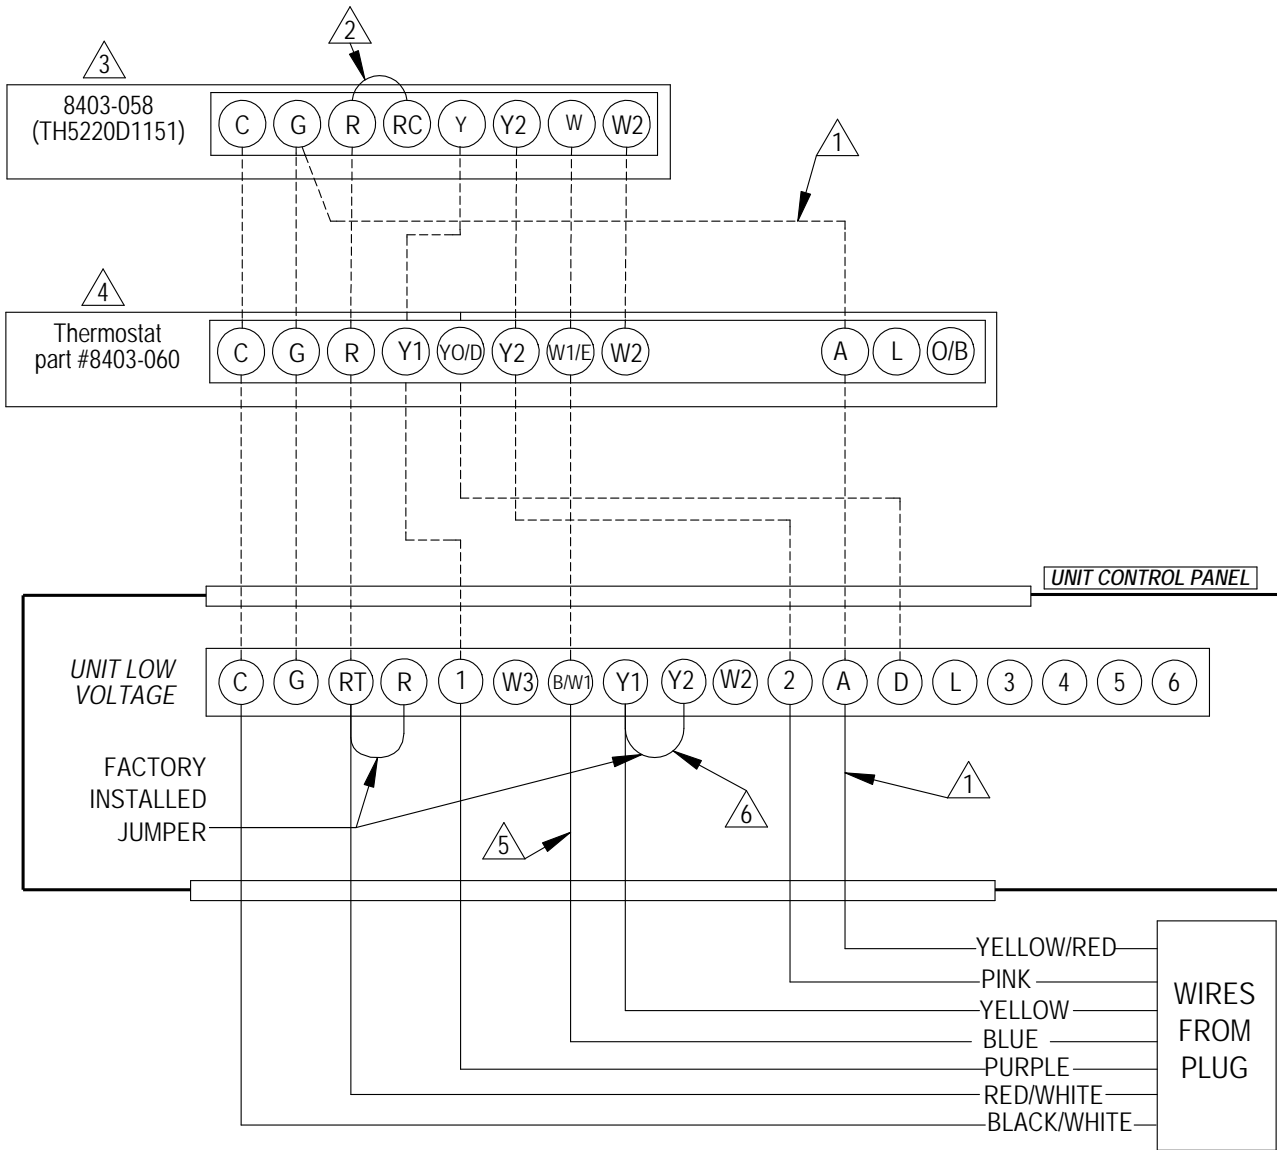 2
3
8403-058
(TH5220D1151)
C G R RC Y Y2 W W2
1
4
Thermostat
part #8403-060
C G R Y1 YO/D Y2 W1/E W2 A L O/B
UNIT CONTROL PANEL
UNIT LOW
VOLTAGE
C G RT R 1 W3 B/W1 Y1 Y2 W2 2 A D L 3 4 5 6
FACTORY
INSTALLED
JUMPER
1
6
5
YELLOW/RED
PINK
YELLOW
BLUE
PURPLE
RED/WHITE
BLACK/WHITE
WIRES
FROM
PLUG